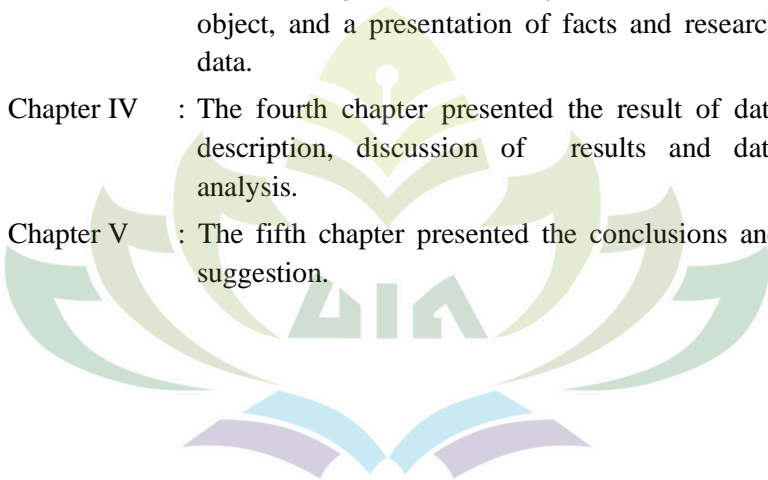 object, and a presentation of facts and research
data.
Chapter IV : The fourth chapter presented the result of dat
description, discussion of results and dat
analysis.
Chapter V : The fifth chapter presented the conclusions an
suggestion.